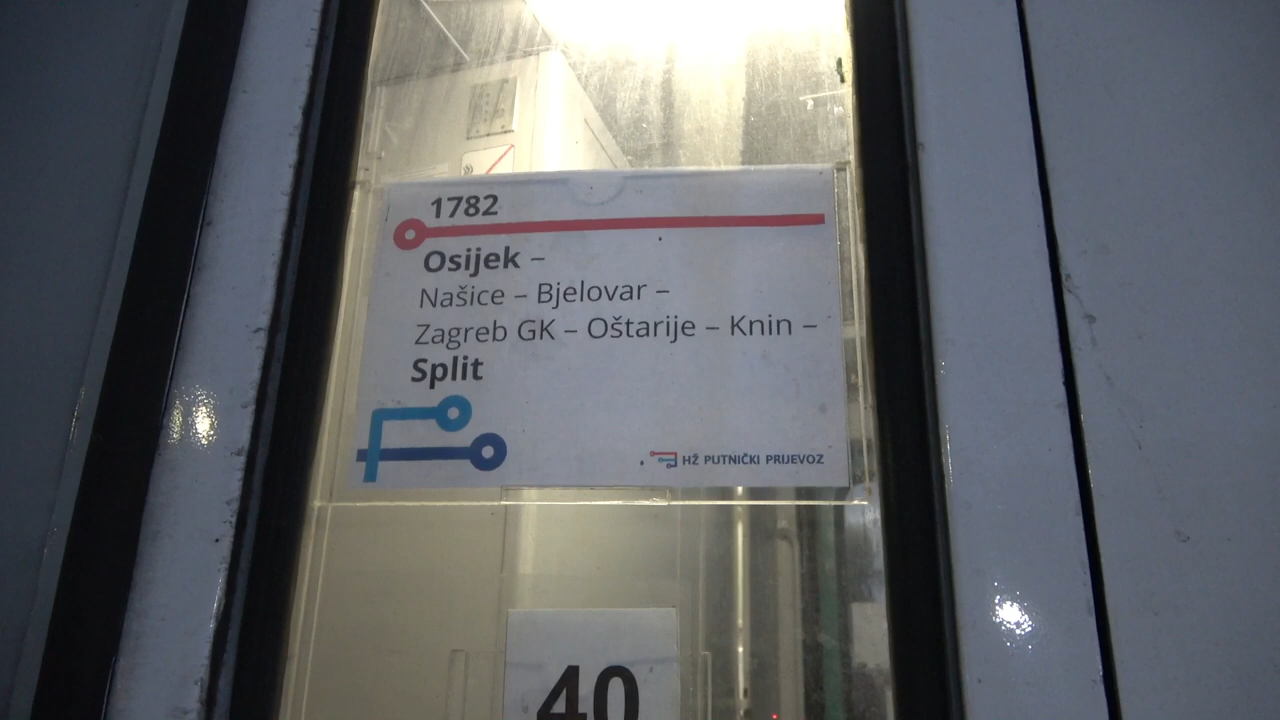 1782
Osijek –
Našice – Bjelovar –
Zagreb GK – Oštarije – Knin –
Split
HŽ PUTNIČKI PRIJEVOZ
40